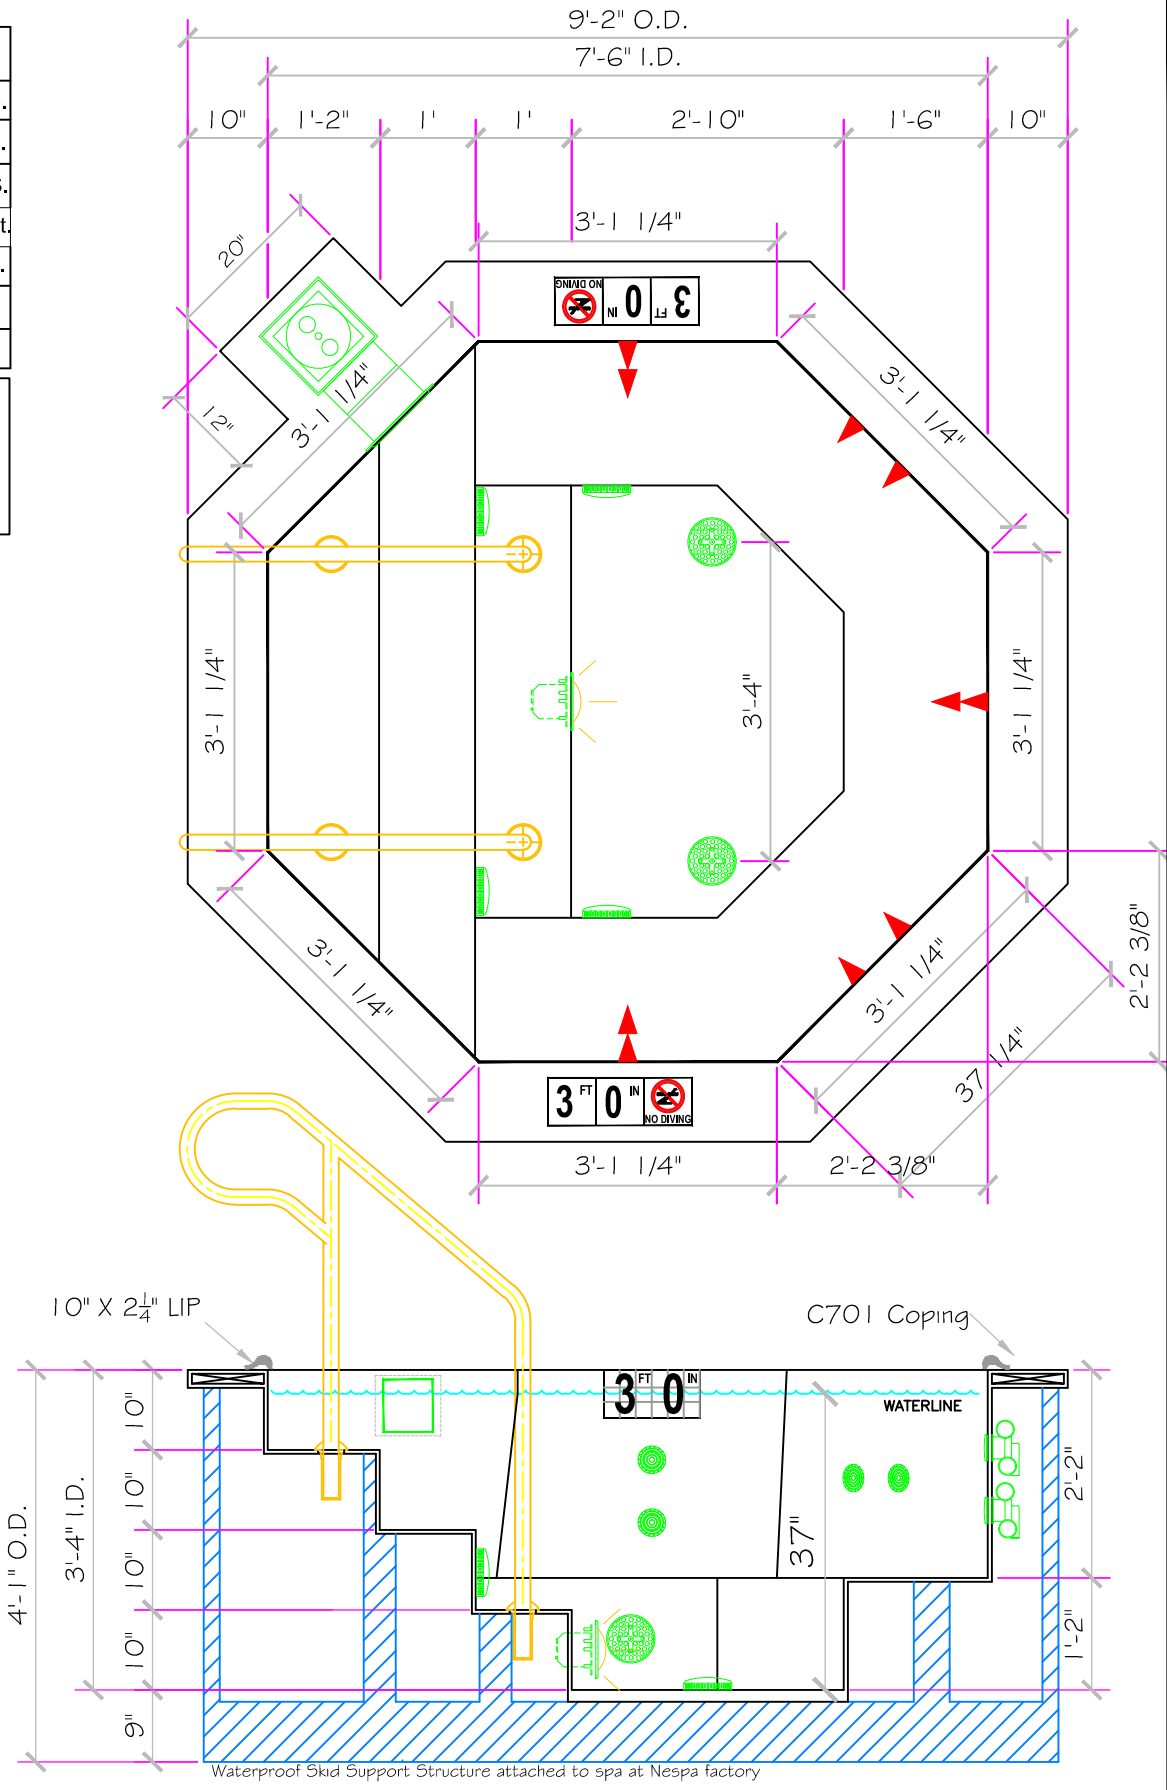 9'-2" O.D.
7'-6" I.D.
10" 1'-2" 1' 1' 2'-10" 1'-6" 10"
3'-1 1/4"
20"
NO DIVING
IN 0 FT 3
t.
12"
3'-1 1/4"
3'-1 1/4"
3'-1 1/4"
3'-4"
3'-1 1/4"
3'-1 1/4"
3'-1 1/4"
2'-2 3/8"
37 1/4"
3 FT 0 IN
NO DIVING
3'-1 1/4"
2'-2 3/8"
10" X 2 1/4" LIP
C701 Coping
3 FT 0 IN
WATERLINE
10"
10"
10"
10"
9"
3'-4" I.D.
4'-1" O.D.
37"
2'-2"
1'-2"
Waterproof Skid Support Structure attached to spa at Nespa factory